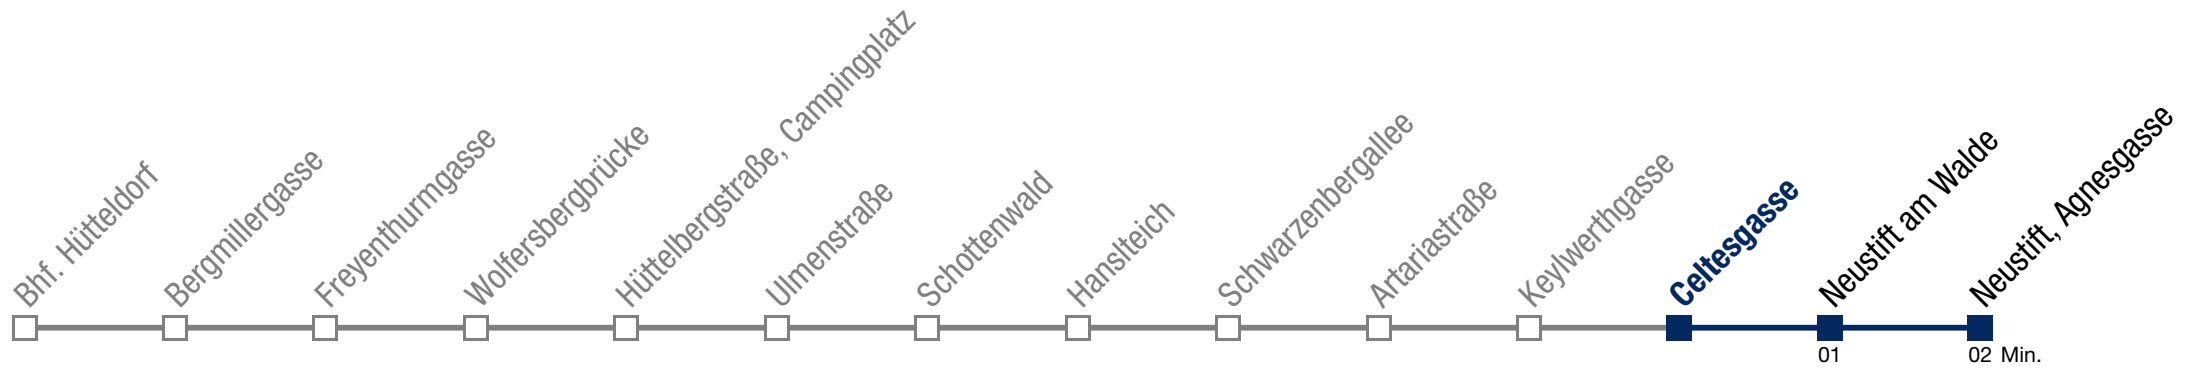 Bhf. Hütteldorf
Bergmillergasse
Freyenthurmgasse
Wolfersbergbrücke
Hüttelbergstraße, Campingplatz
Ulmenstraße
Schottenwald
Hanslteich
Schwarzenbergallee
Artariastraße
Keylwerthgasse
Celtesgasse
Neustift am Walde
Neustift, Agnesgasse
01
02 Min.